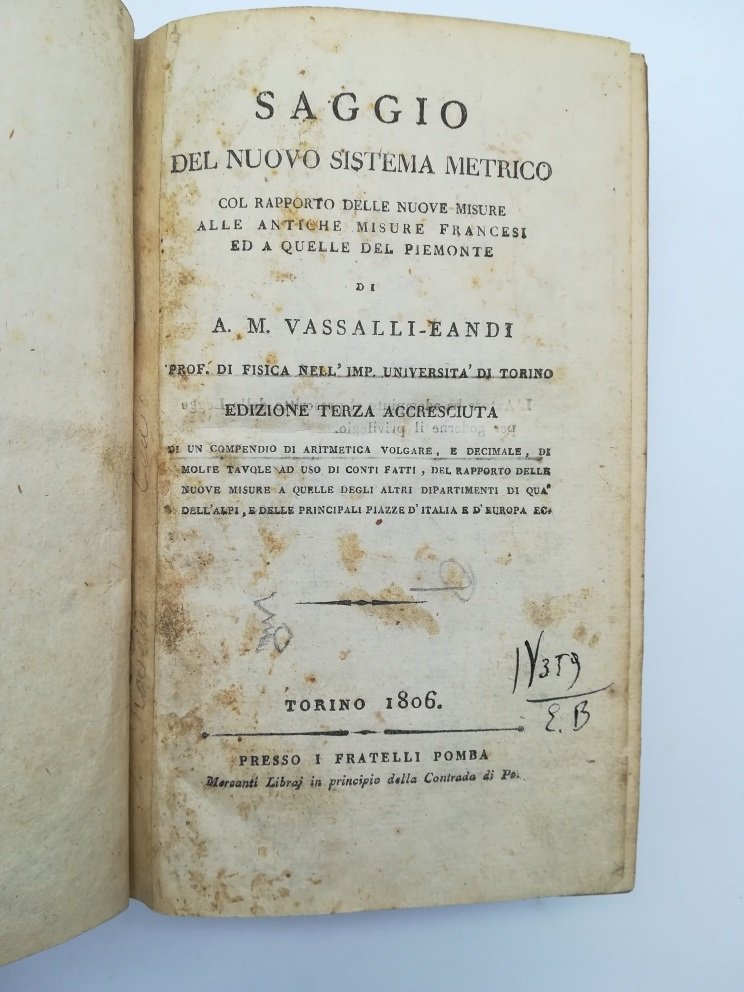 SAGGIO
DEL NUOVO SISTEMA METRICO
COL RAPPORTO DELLE NUOVE MISURE
ALLE ANTICHE MISURE FRANCESI
ED A QUELLE DEL PIEMONTE
DI
A. M. VASSALLI-EANDI
PROF. DI FISICA NELL' IMP. UNIVERSITA' DI TORINO
EDIZIONE TERZA ACCRESCIUTA
DI UN COMPENDIO DI ARITMETICA VOLGARE, E DECIMALE, DI
MOLTE TAVOLE AD USO DI CONTI FATTI, DEL RAPPORTO DELLE
NUOVE MISURE A QUELLE DEGLI ALTRI DIPARTIMENTI DI QUA'
DELL'ALPI, E DELLE PRINCIPALI PIAZZE D'ITALIA E D'EUROPA EC.
TORINO 1806.
PRESSO I FRATELLI POMBA
Mercanti Libraj in principio della Contrada di Po.
E. B